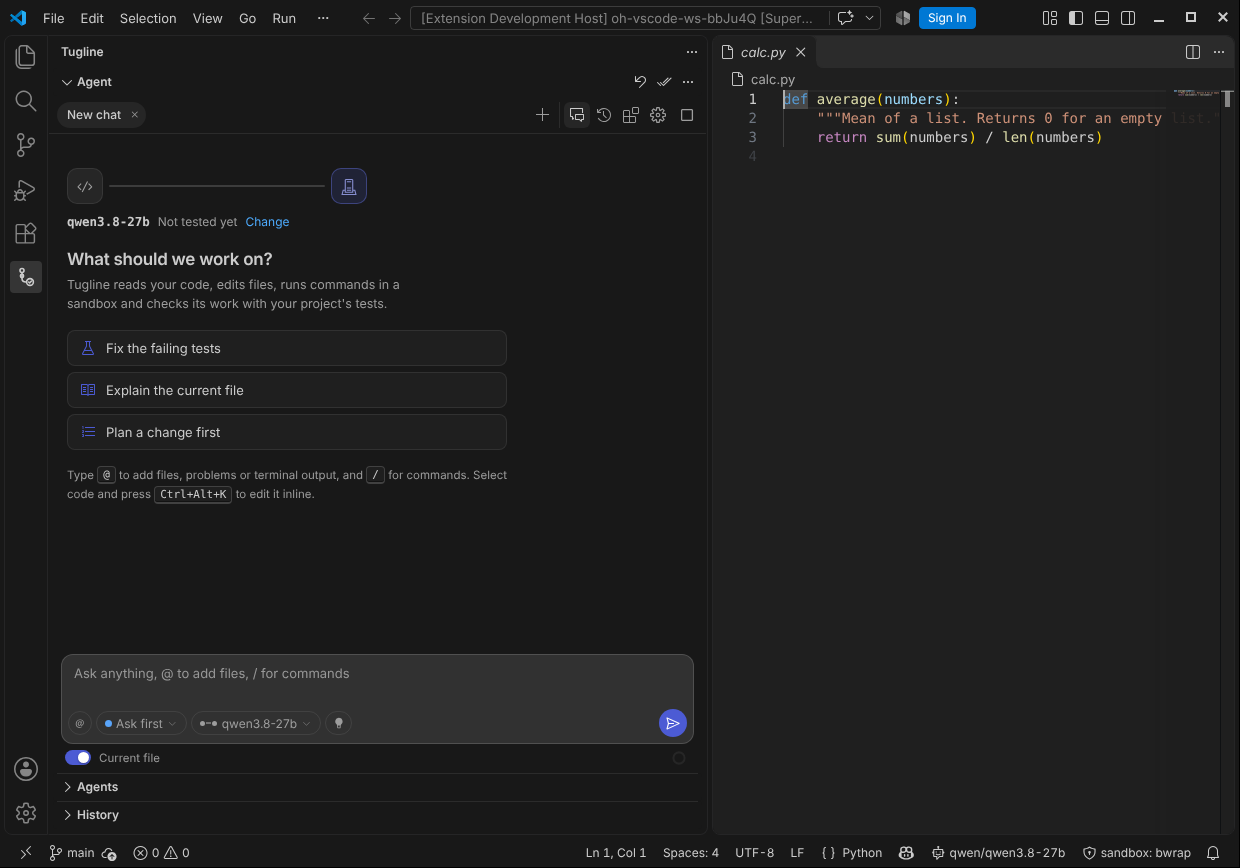 File Edit Selection View Go Run ··· [Extension Development Host] oh-vscode-ws-bbJu4Q [Super... Sign In
Tugline
Agent
New chat
qwen3.8-27b Not tested yet Change
What should we work on?
Tugline reads your code, edits files, runs commands in a
sandbox and checks its work with your project's tests.
Fix the failing tests
Explain the current file
Plan a change first
Type @ to add files, problems or terminal output, and / for commands. Select
code and press Ctrl+Alt+K to edit it inline.
Ask anything, @ to add files, / for commands
@ Ask first qwen3.8-27b
Current file
Agents
History
calc.py
calc.py
1 def average(numbers):
2 """Mean of a list. Returns 0 for an empty list."
3 return sum(numbers) / len(numbers)
4
main 0 0 Ln 1, Col 1 Spaces: 4 UTF-8 LF { } Python qwen/qwen3.8-27b sandbox: bwrap